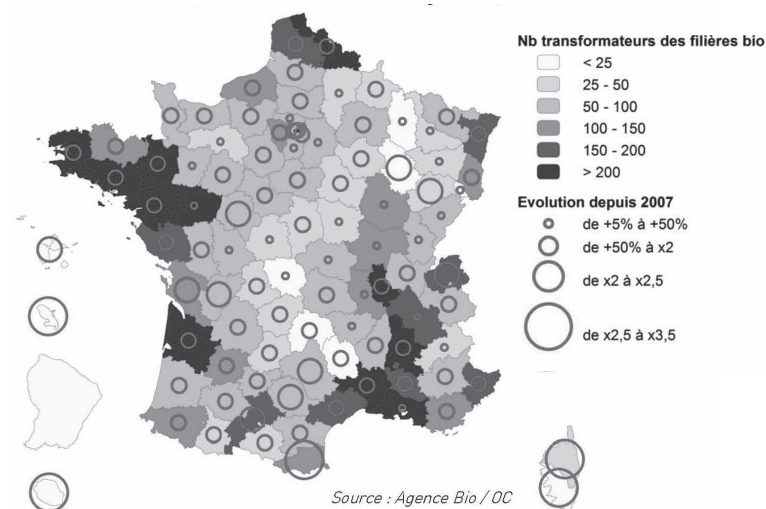 Nb transformateurs des filières bio
< 25
25 - 50
50 - 100
100 - 150
150 - 200
> 200
Evolution depuis 2007
de +5% à +50%
de +50% à x2
de x2 à x2,5
de x2,5 à x3,5
Source : Agence Bio / OC